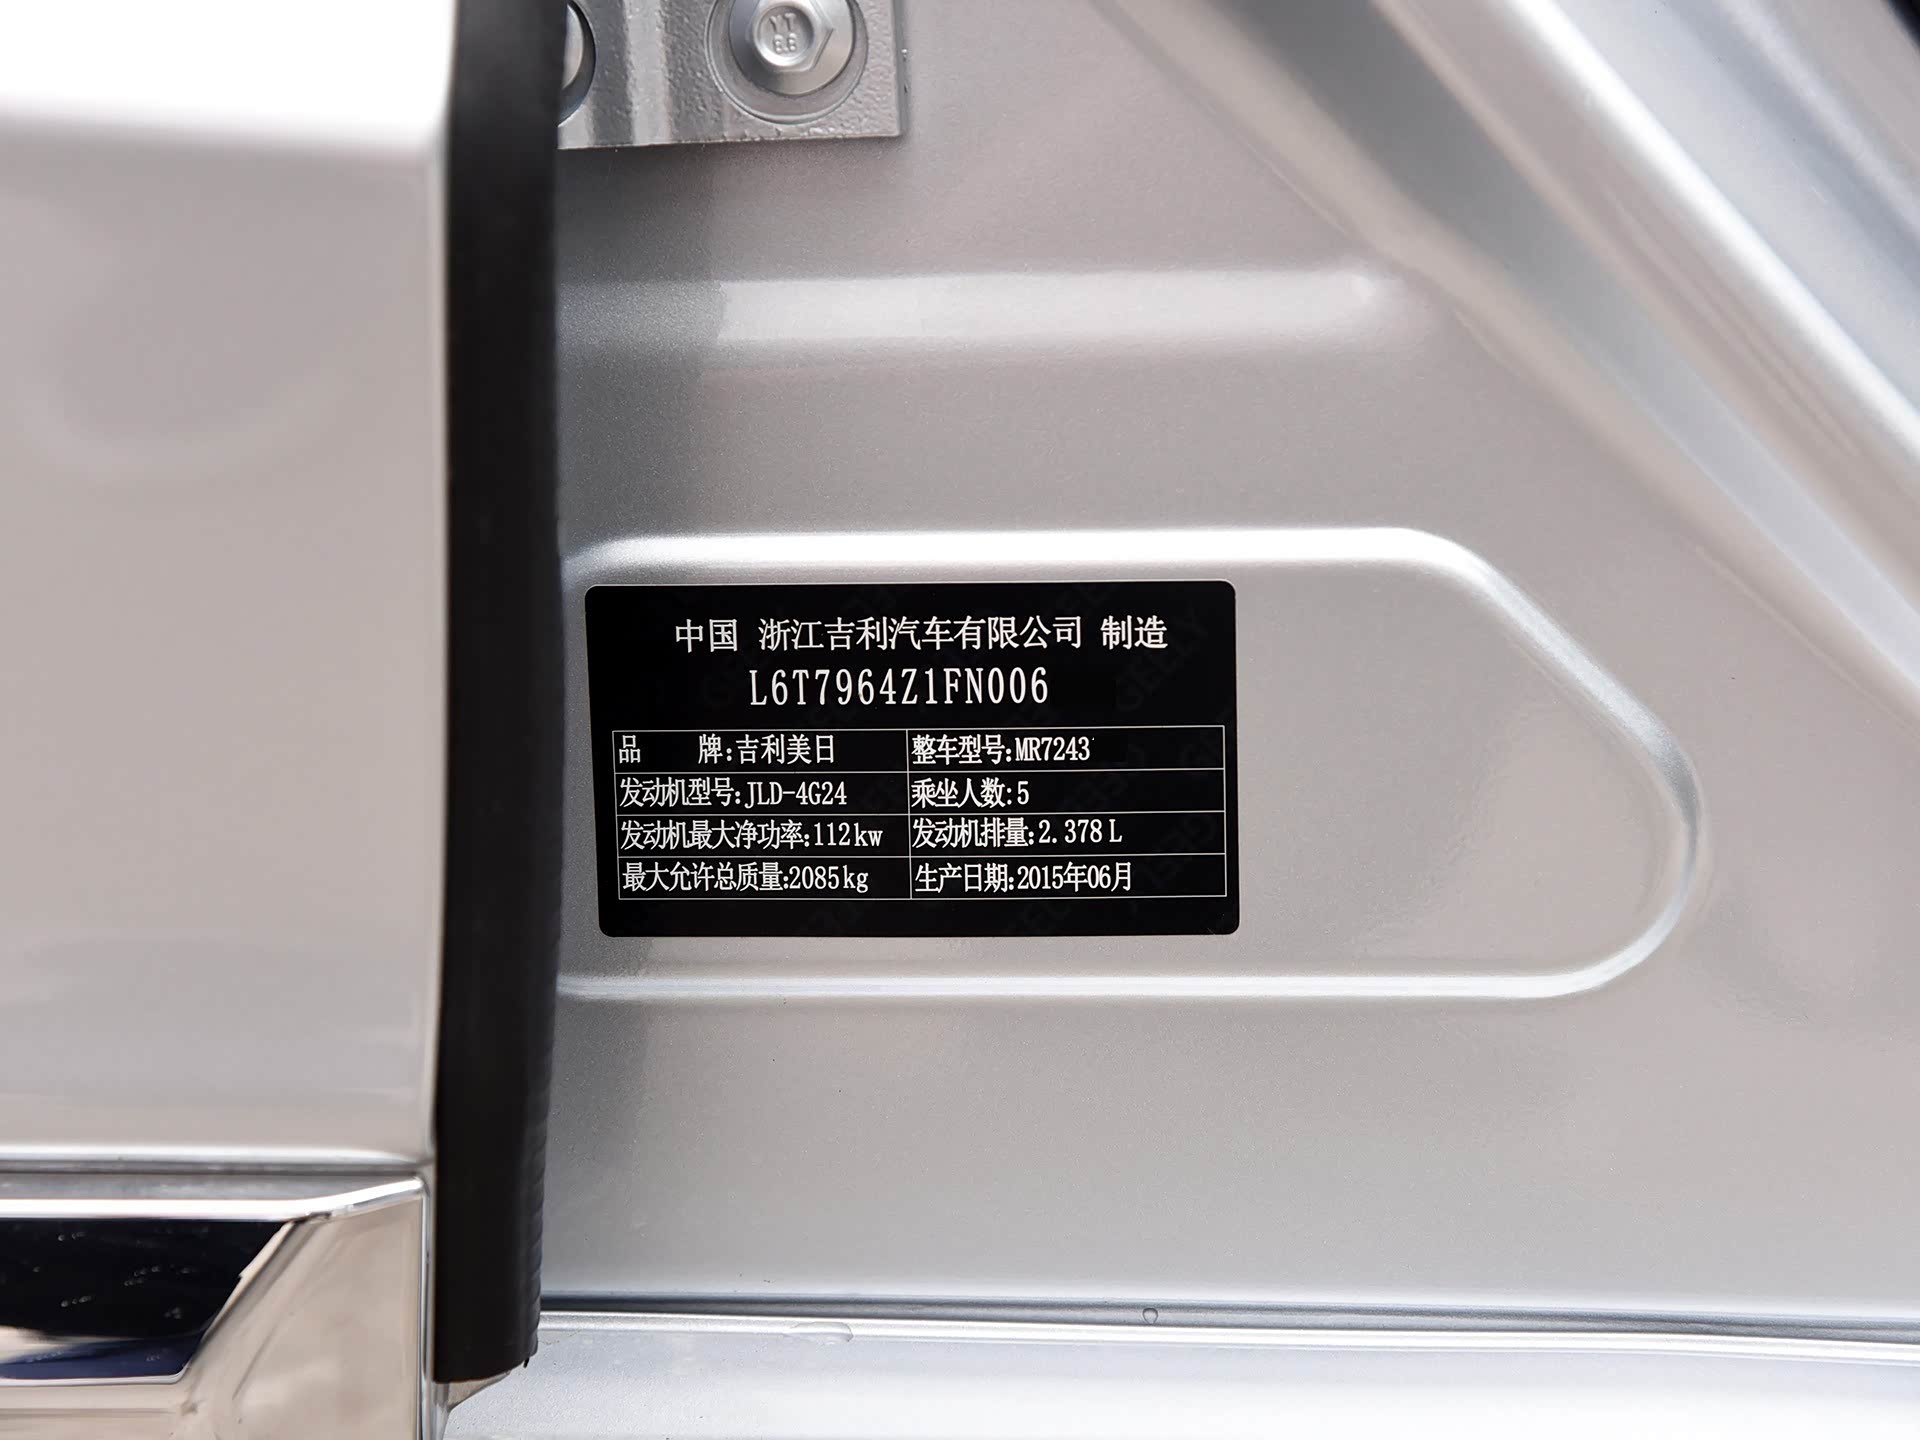 YT
8.8
中国 浙江吉利汽车有限公司 制造
L6T7964Z1FN006
品 牌:吉利美日 整车型号:MR7243
发动机型号:JLD-4G24 乘坐人数:5
发动机最大净功率:112kw 发动机排量:2.378L
最大允许总质量:2085kg 生产日期:2015年06月